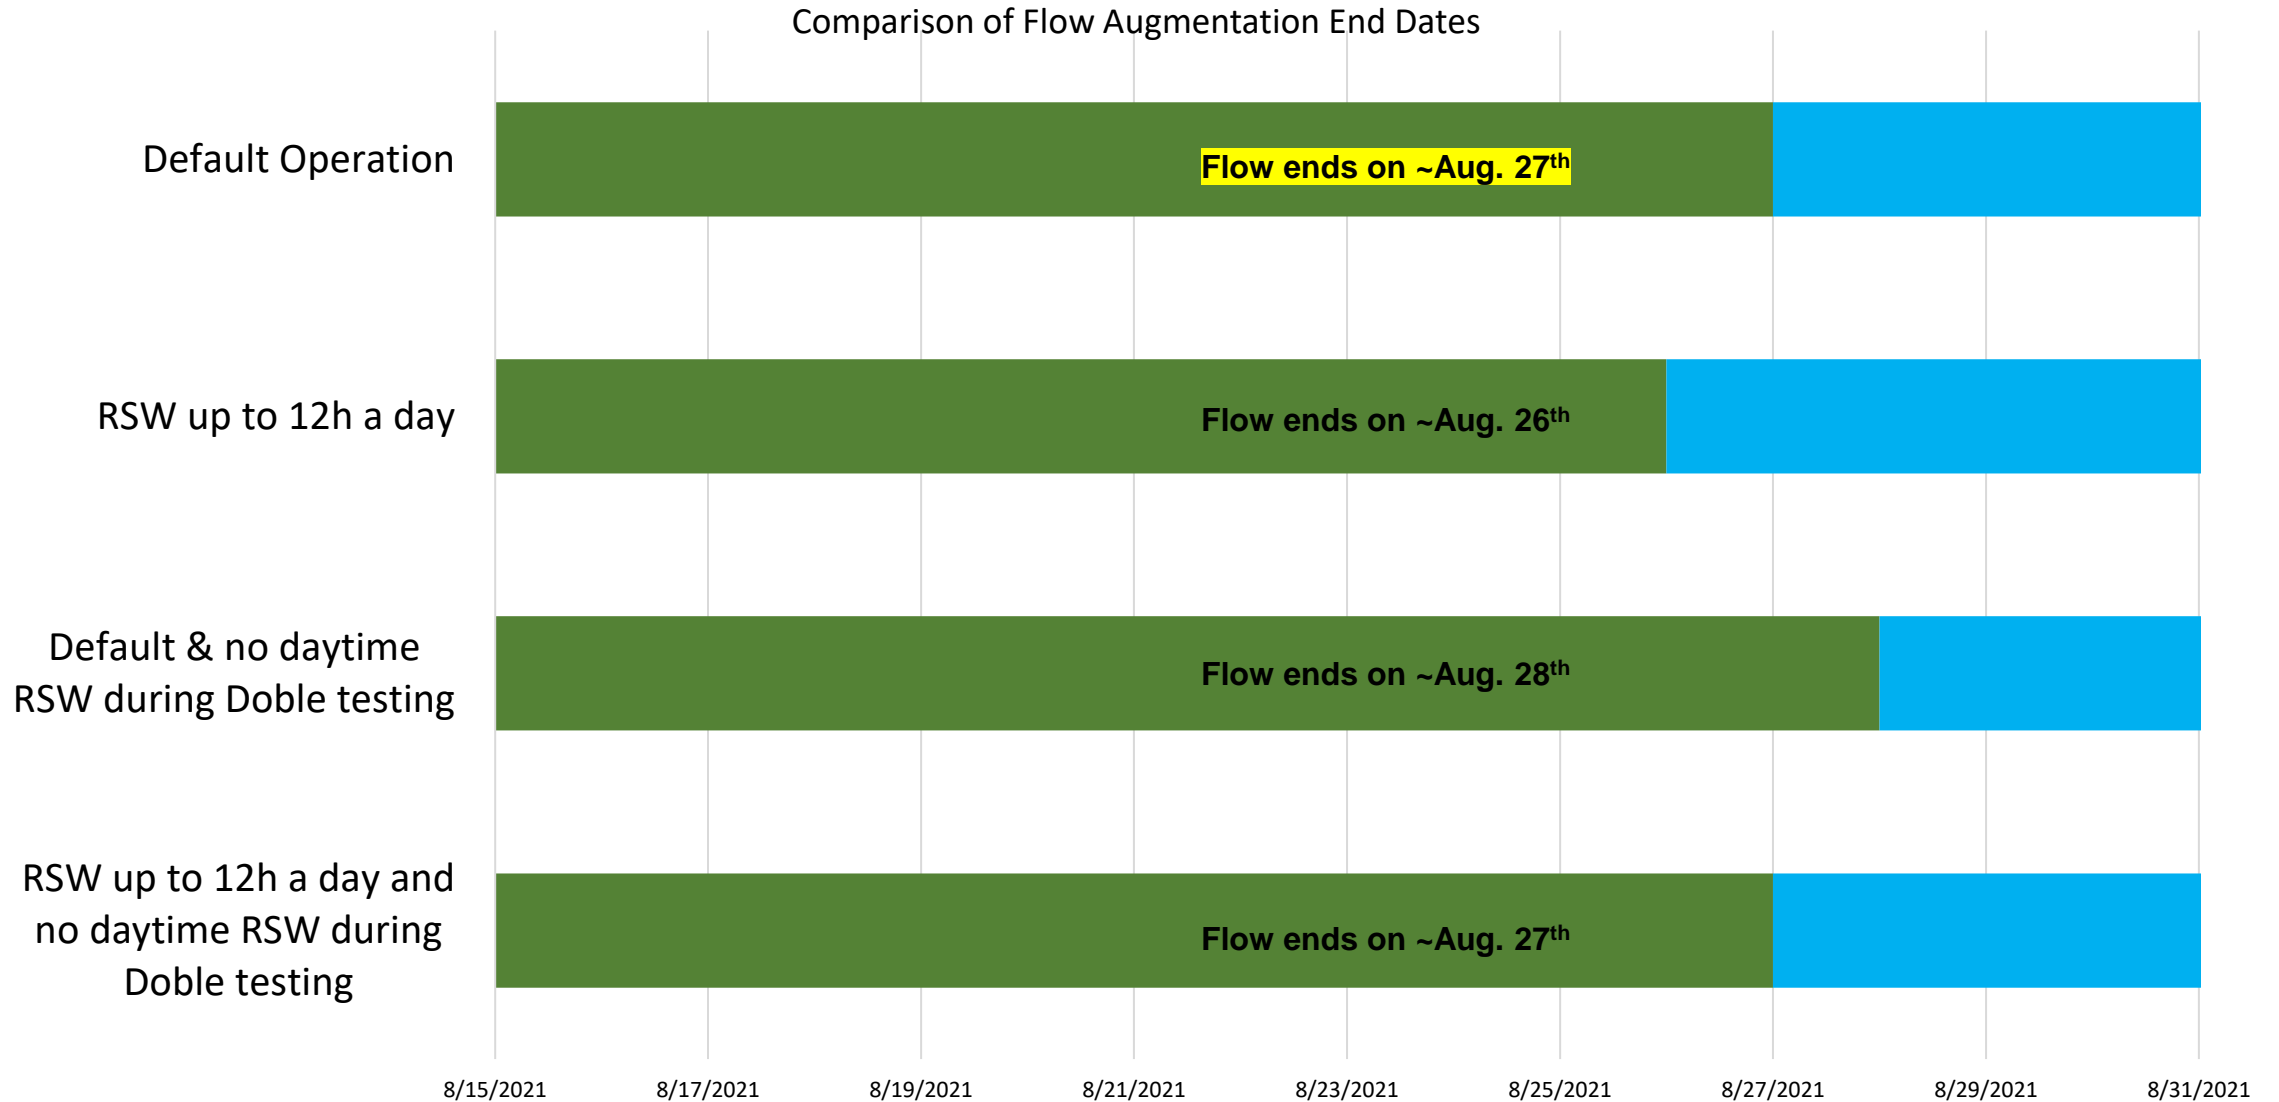 Comparison of Flow Augmentation End Dates
Default Operation
Flow ends on ~Aug. 27th
RSW up to 12h a day
Flow ends on ~Aug. 26th
Default & no daytime
RSW during Doble testing
Flow ends on ~Aug. 28th
RSW up to 12h a day and
no daytime RSW during
Doble testing
Flow ends on ~Aug. 27th
8/15/2021 8/17/2021 8/19/2021 8/21/2021 8/23/2021 8/25/2021 8/27/2021 8/29/2021 8/31/2021